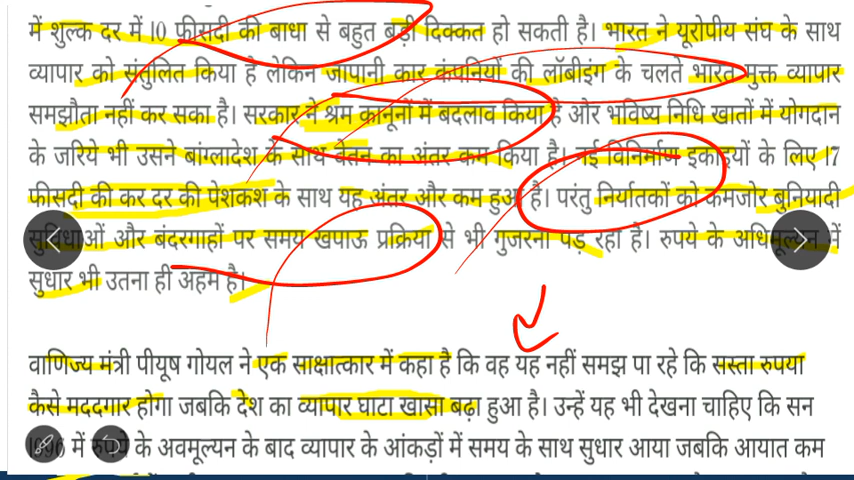 में शुल्क दर में 10 फीसदी की बाधा से बहुत बड़ी दिक्कत हो सकती है। भारत ने यूरोपीय संघ के साथ
व्यापार को संतुलित किया है लेकिन जापानी कार कंपनियों की लॉबीइंग के चलते भारत मुक्त व्यापार
समझौता नहीं कर सका है। सरकार ने श्रम कानूनों में बदलाव किया है और भविष्य निधि खातों में योगदान
के जरिये भी उसने बांग्लादेश के साथ वेतन का अंतर कम किया है। नई विनिर्माण इकाइयों के लिए 17
फीसदी की कर दर की पेशकश के साथ यह अंतर और कम हुआ है। परंतु निर्यातकों को कमजोर बुनियादी
सुविधाओं और बंदरगाहों पर समय खपाऊ प्रक्रिया से भी गुजरना पड़ रहा है। रुपये के अधिमूल्यन में
सुधार भी उतना ही अहम है।
वाणिज्य मंत्री पीयूष गोयल ने एक साक्षात्कार में कहा है कि वह यह नहीं समझ पा रहे कि सस्ता रुपया
कैसे मददगार होगा जबकि देश का व्यापार घाटा खासा बढ़ा हुआ है। उन्हें यह भी देखना चाहिए कि सन
1996 में रुपये के अवमूल्यन के बाद व्यापार के आंकड़ों में समय के साथ सुधार आया जबकि आयात कम